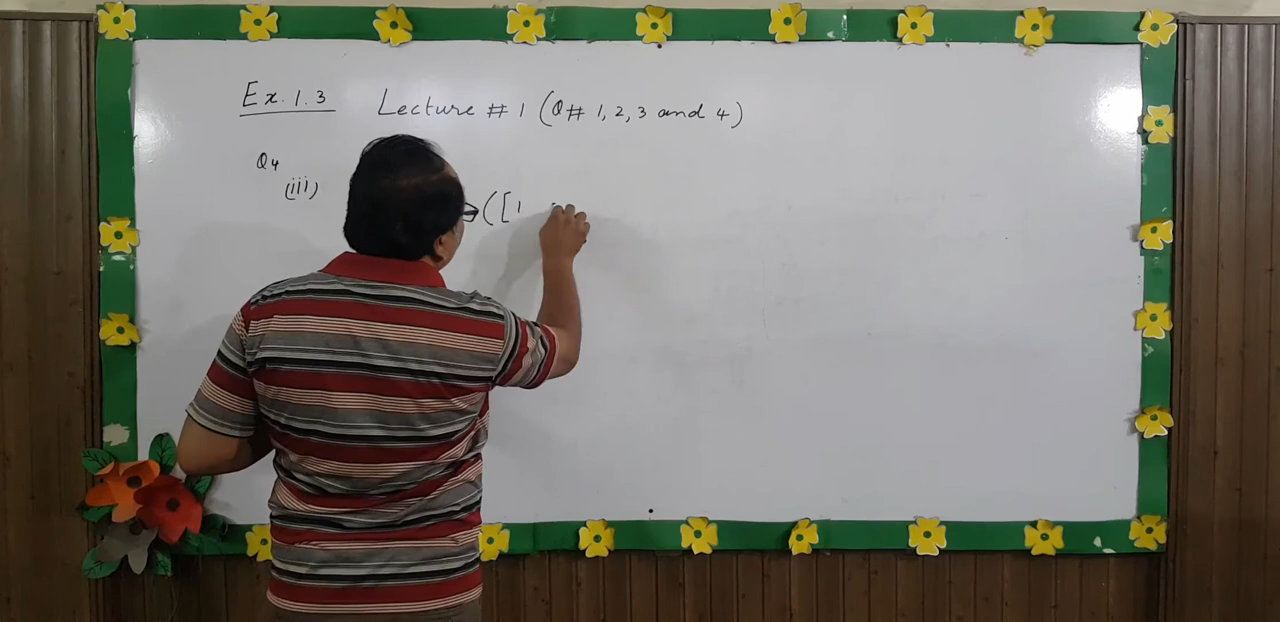 Ex. 1.3 Lecture # 1 (Q# 1, 2, 3 and 4)
Q4
(iii)
([1